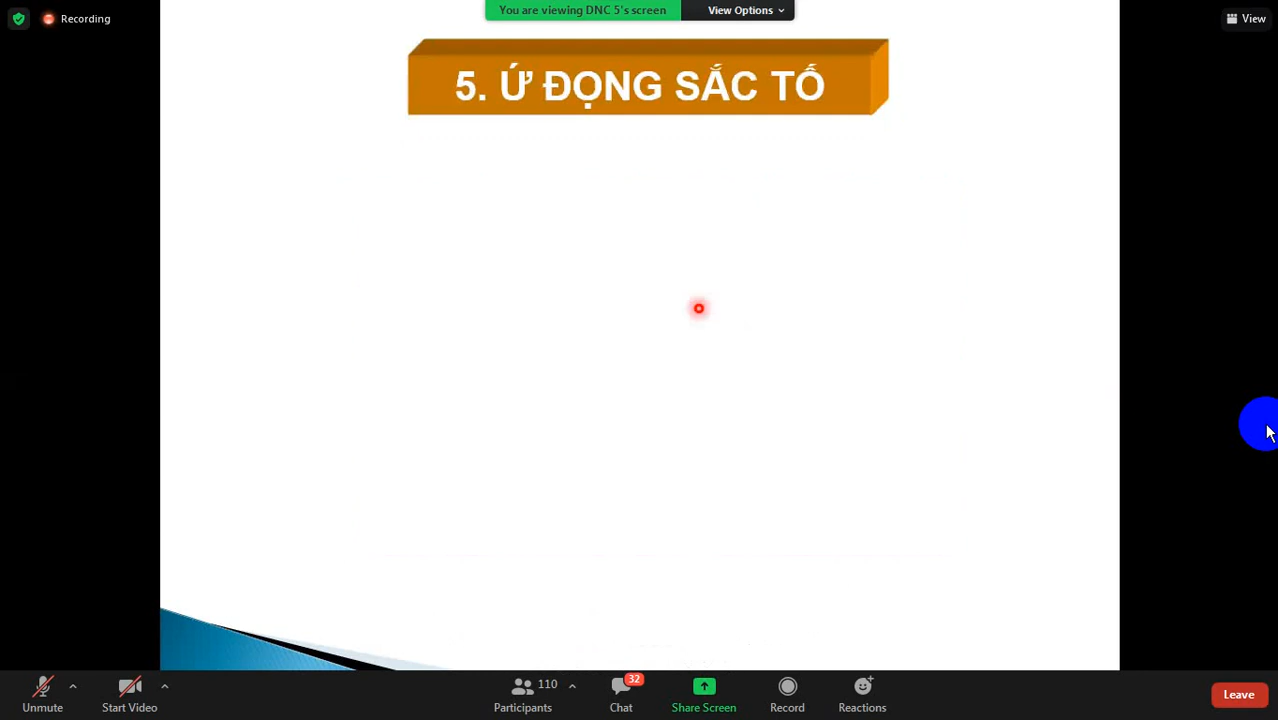 You are viewing DNC 5's screen
View Options
Recording
View
5. Ứ ĐỌNG SẮC TỐ
Unmute
Start Video
110
Participants
32
Chat
Share Screen
Record
Reactions
Leave